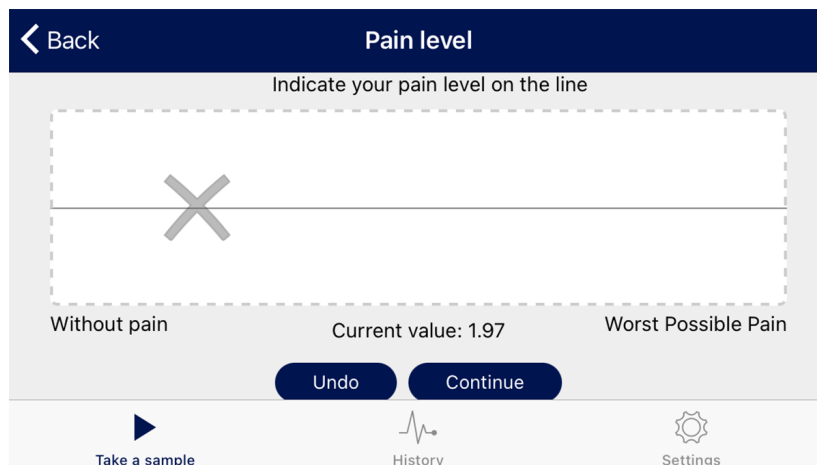 Back
Pain level
Indicate your pain level on the line
Without pain
Current value: 1.97
Worst Possible Pain
Undo
Continue
Take a sample
History
Settings